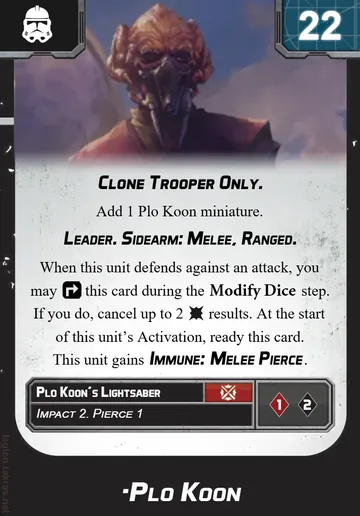 22
CLONE TROOPER ONLY.
Add 1 Plo Koon miniature.
LEADER. SIDEARM: MELEE, RANGED.
When this unit defends against an attack, you
may this card during the Modify Dice step.
If you do, cancel up to 2 results. At the start
of this unit's Activation, ready this card.
This unit gains IMMUNE: MELEE PIERCE.
PLO KOON'S LIGHTSABER
IMPACT 2. PIERCE 1
1 2
•PLO KOON
legion.takras.net